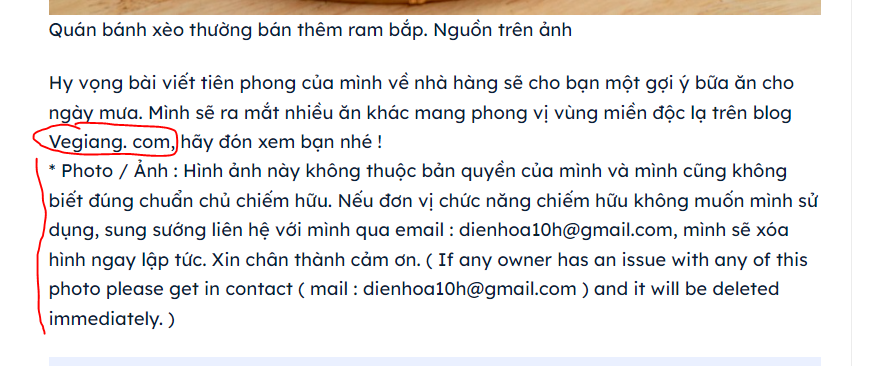 Quán bánh xèo thường bán thêm ram bắp. Nguồn trên ảnh
Hy vọng bài viết tiên phong của mình về nhà hàng sẽ cho bạn một gợi ý bữa ăn cho
ngày mưa. Mình sẽ ra mắt nhiều ăn khác mang phong vị vùng miền độc lạ trên blog
Vegiang. com, hãy đón xem bạn nhé !
* Photo / Ảnh : Hình ảnh này không thuộc bản quyền của mình và mình cũng không
biết đúng chuẩn chủ chiếm hữu. Nếu đơn vị chức năng chiếm hữu không muốn mình sử
dụng, sung sướng liên hệ với mình qua email : dienhoa10h@gmail.com, mình sẽ xóa
hình ngay lập tức. Xin chân thành cảm ơn. ( If any owner has an issue with any of this
photo please get in contact ( mail : dienhoa10h@gmail.com ) and it will be deleted
immediately. )